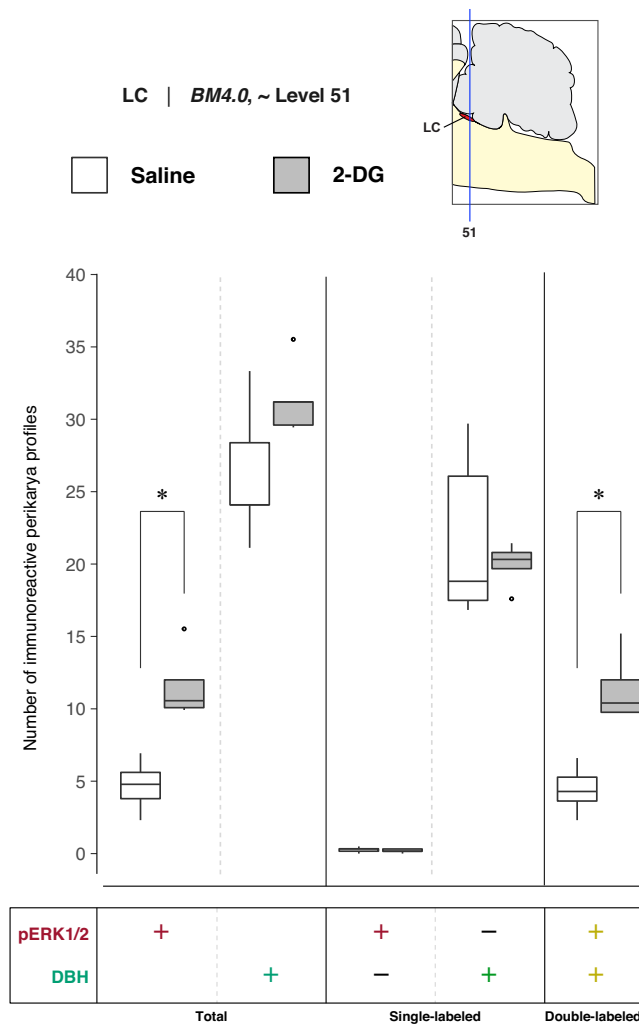 LC | BM4.0, ~ Level 51
Saline
2-DG
LC
51
Number of immunoreactive perikarya profiles
40
35
30
25
20
15
10
5
0
*
*
pERK1/2 + + − +
DBH + − + +
Total Single-labeled Double-labeled